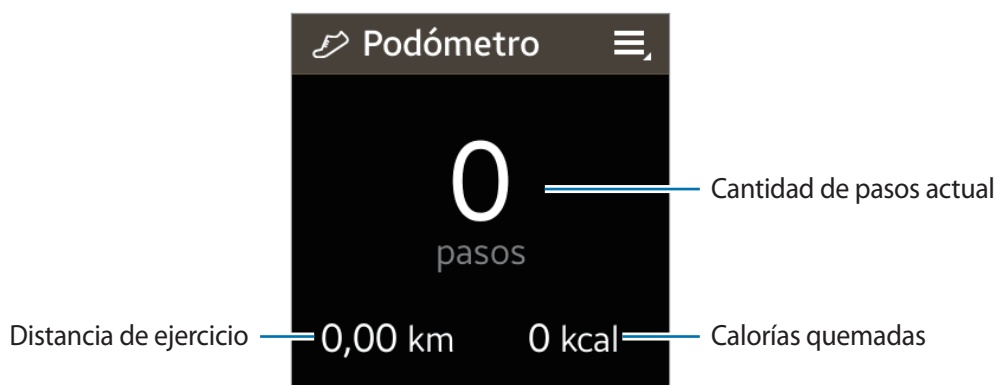 Podómetro
0
Cantidad de pasos actual
pasos
Distancia de ejercicio
0,00 km
0 kcal
Calorías quemadas